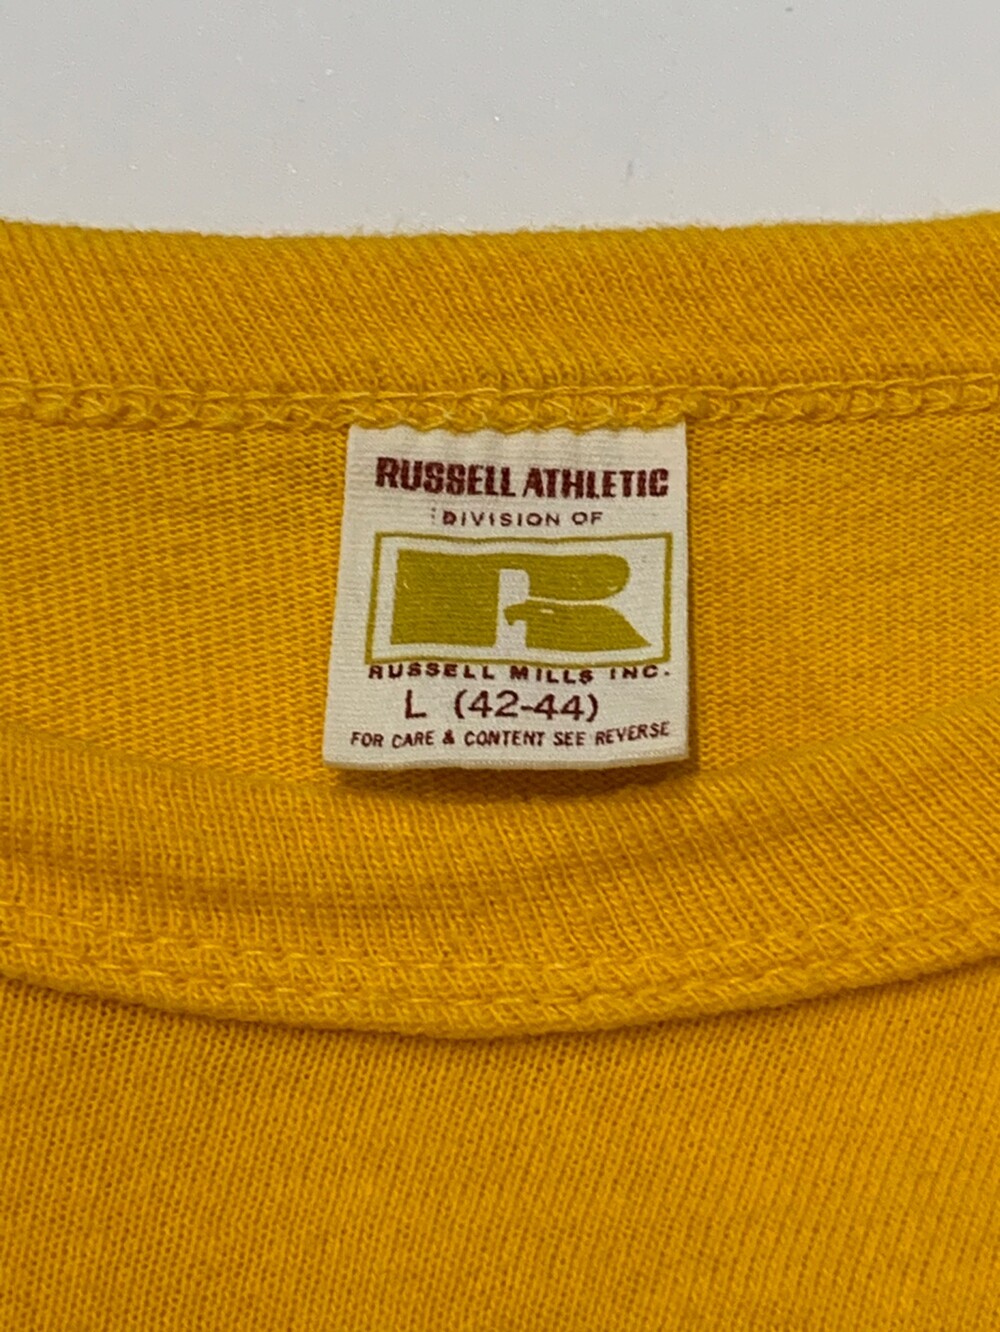 RUSSELL ATHLETIC
DIVISION OF
R
RUSSELL MILLS INC.
L (42-44)
FOR CARE & CONTENT SEE REVERSE